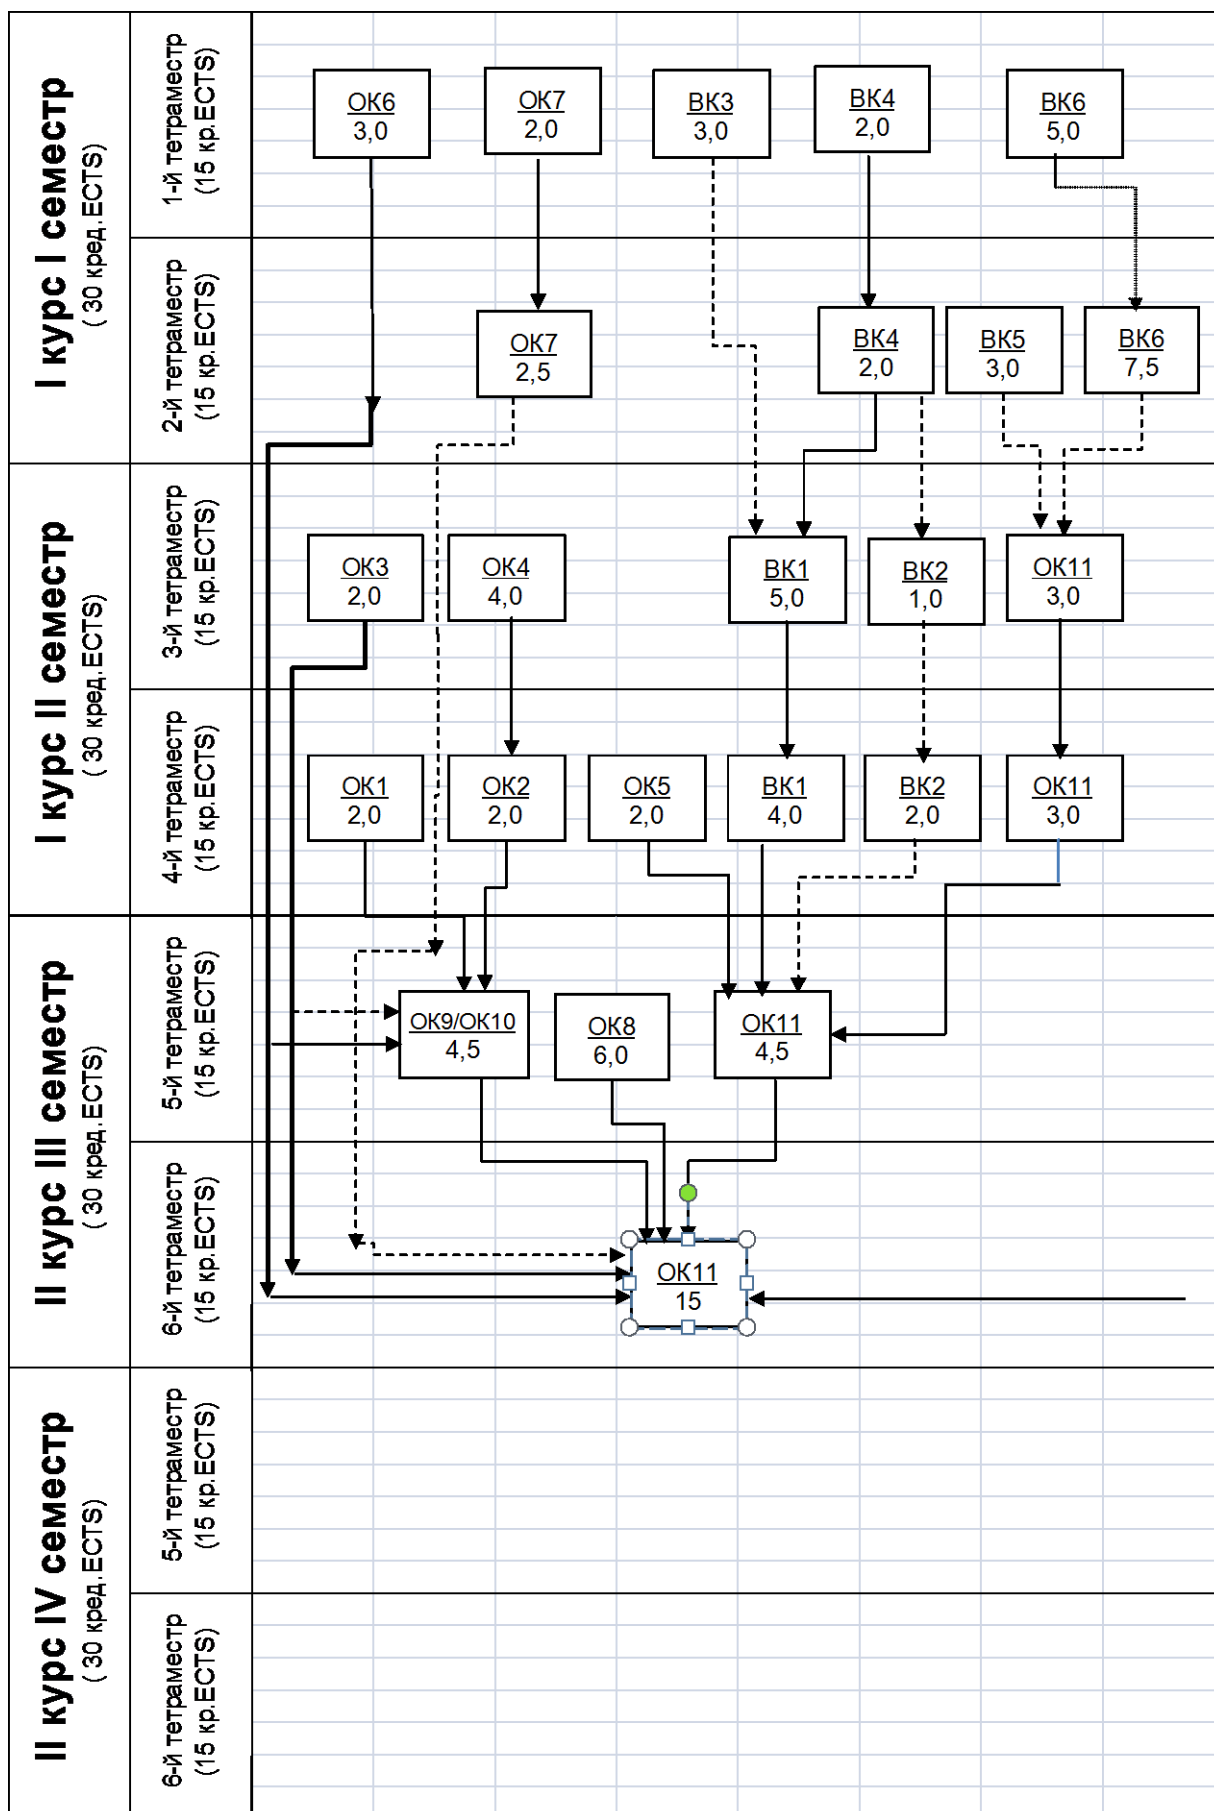 I курс I семестр
( 30 кред.ECTS)
1-й тетраместр
(15 кр.ECTS)
ОК6
3,0
ОК7
2,0
ВК3
3,0
ВК4
2,0
ВК6
5,0
2-й тетраместр
(15 кр.ECTS)
ОК7
2,5
ВК4
2,0
ВК5
3,0
ВК6
7,5
I курс II семестр
( 30 кред.ECTS)
3-й тетраместр
(15 кр.ECTS)
ОК3
2,0
ОК4
4,0
ВК1
5,0
ВК2
1,0
ОК11
3,0
4-й тетраместр
(15 кр.ECTS)
ОК1
2,0
ОК2
2,0
ОК5
2,0
ВК1
4,0
ВК2
2,0
ОК11
3,0
II курс III семестр
( 30 кред.ECTS)
5-й тетраместр
(15 кр.ECTS)
ОК9/ОК10
4,5
ОК8
6,0
ОК11
4,5
6-й тетраместр
(15 кр.ECTS)
ОК11
15
II курс IV семестр
( 30 кред.ECTS)
5-й тетраместр
(15 кр.ECTS)
6-й тетраместр
(15 кр.ECTS)